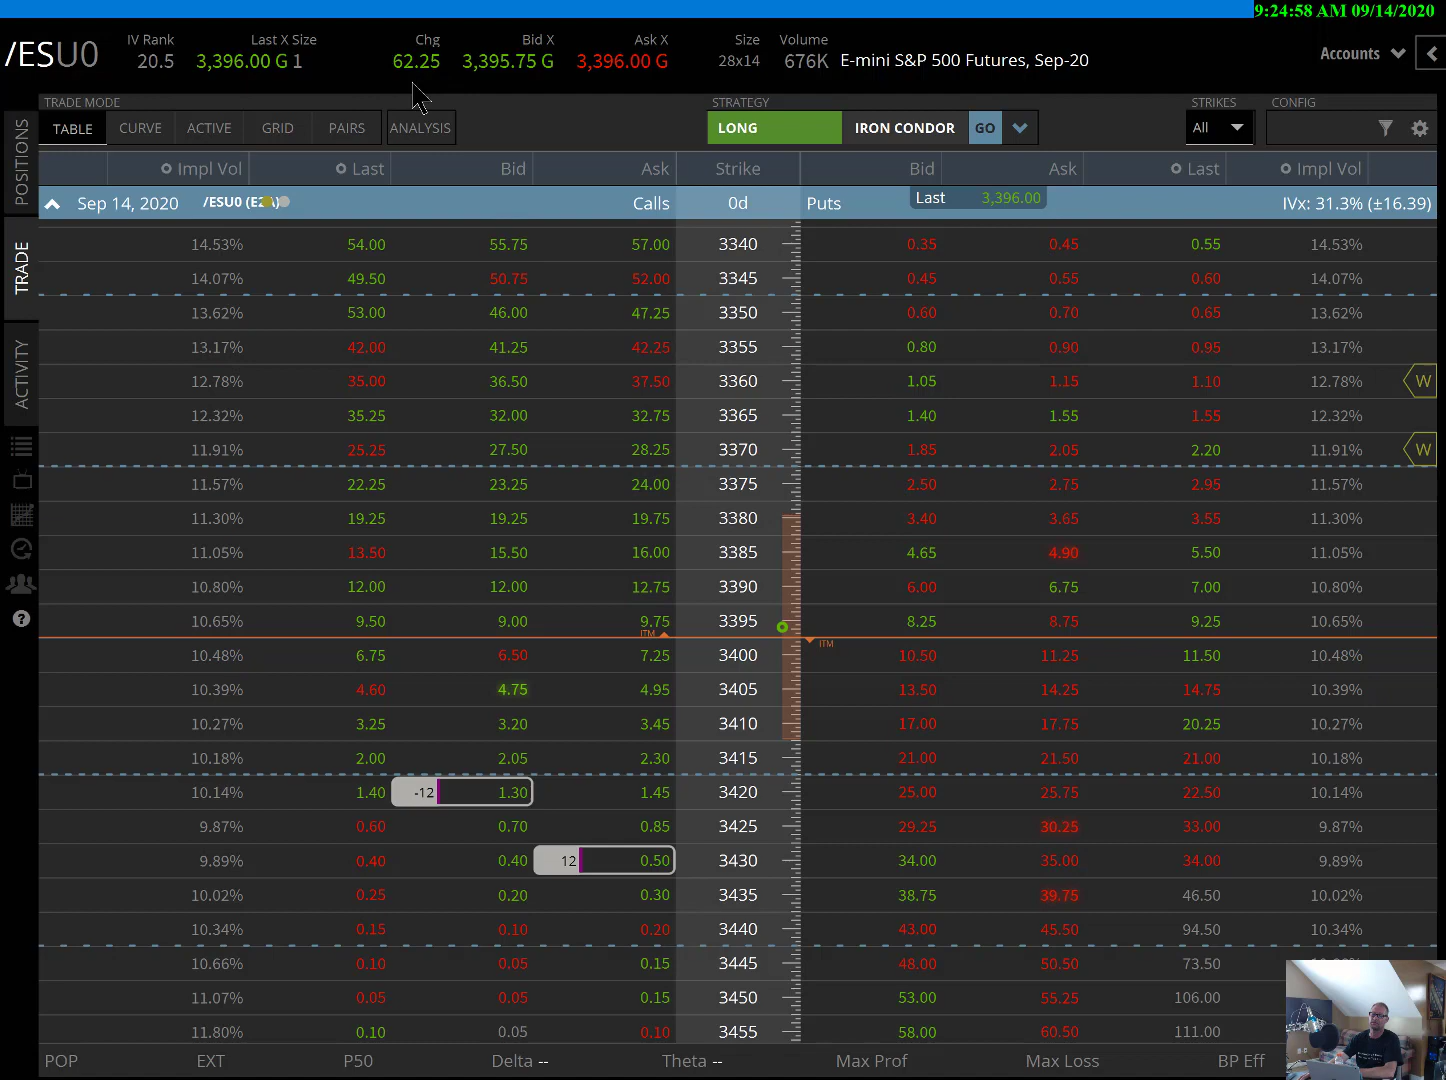 9:24:58 AM 09/14/2020
/ESU0
IV Rank 20.5
Last X Size 3,396.00 G 1
Chg 62.25
Bid X 3,395.75 G
Ask X 3,396.00 G
Size 28x14
Volume 676K
E-mini S&P 500 Futures, Sep-20
Accounts
TRADE MODE STRATEGY STRIKES CONFIG
TABLE CURVE ACTIVE GRID PAIRS ANALYSIS LONG IRON CONDOR GO All
POSITIONS
TRADE
ACTIVITY
Impl Vol Last Bid Ask Strike Bid Ask Last Impl Vol
Sep 14, 2020 /ESU0 Calls 0d Puts Last 3,396.00 IVx: 31.3% (±16.39)
14.53% 54.00 55.75 57.00 3340 0.35 0.45 0.55 14.53%
14.07% 49.50 50.75 52.00 3345 0.45 0.55 0.60 14.07%
13.62% 53.00 46.00 47.25 3350 0.60 0.70 0.65 13.62%
13.17% 42.00 41.25 42.25 3355 0.80 0.90 0.95 13.17%
12.78% 35.00 36.50 37.50 3360 1.05 1.15 1.10 12.78% W
12.32% 35.25 32.00 32.75 3365 1.40 1.55 1.55 12.32%
11.91% 25.25 27.50 28.25 3370 1.85 2.05 2.20 11.91% W
11.57% 22.25 23.25 24.00 3375 2.50 2.75 2.95 11.57%
11.30% 19.25 19.25 19.75 3380 3.40 3.65 3.55 11.30%
11.05% 13.50 15.50 16.00 3385 4.65 4.90 5.50 11.05%
10.80% 12.00 12.00 12.75 3390 6.00 6.75 7.00 10.80%
10.65% 9.50 9.00 9.75 3395 8.25 8.75 9.25 10.65%
ITM ITM
10.48% 6.75 6.50 7.25 3400 10.50 11.25 11.50 10.48%
10.39% 4.60 4.75 4.95 3405 13.50 14.25 14.75 10.39%
10.27% 3.25 3.20 3.45 3410 17.00 17.75 20.25 10.27%
10.18% 2.00 2.05 2.30 3415 21.00 21.50 21.00 10.18%
10.14% 1.40 -12 1.30 1.45 3420 25.00 25.75 22.50 10.14%
9.87% 0.60 0.70 0.85 3425 29.25 30.25 33.00 9.87%
9.89% 0.40 0.40 12 0.50 3430 34.00 35.00 34.00 9.89%
10.02% 0.25 0.20 0.30 3435 38.75 39.75 46.50 10.02%
10.34% 0.15 0.10 0.20 3440 43.00 45.50 94.50 10.34%
10.66% 0.10 0.05 0.15 3445 48.00 50.50 73.50
11.07% 0.05 0.05 0.15 3450 53.00 55.25 106.00
11.80% 0.10 0.05 0.10 3455 58.00 60.50 111.00
POP EXT P50 Delta -- Theta -- Max Prof Max Loss BP Eff